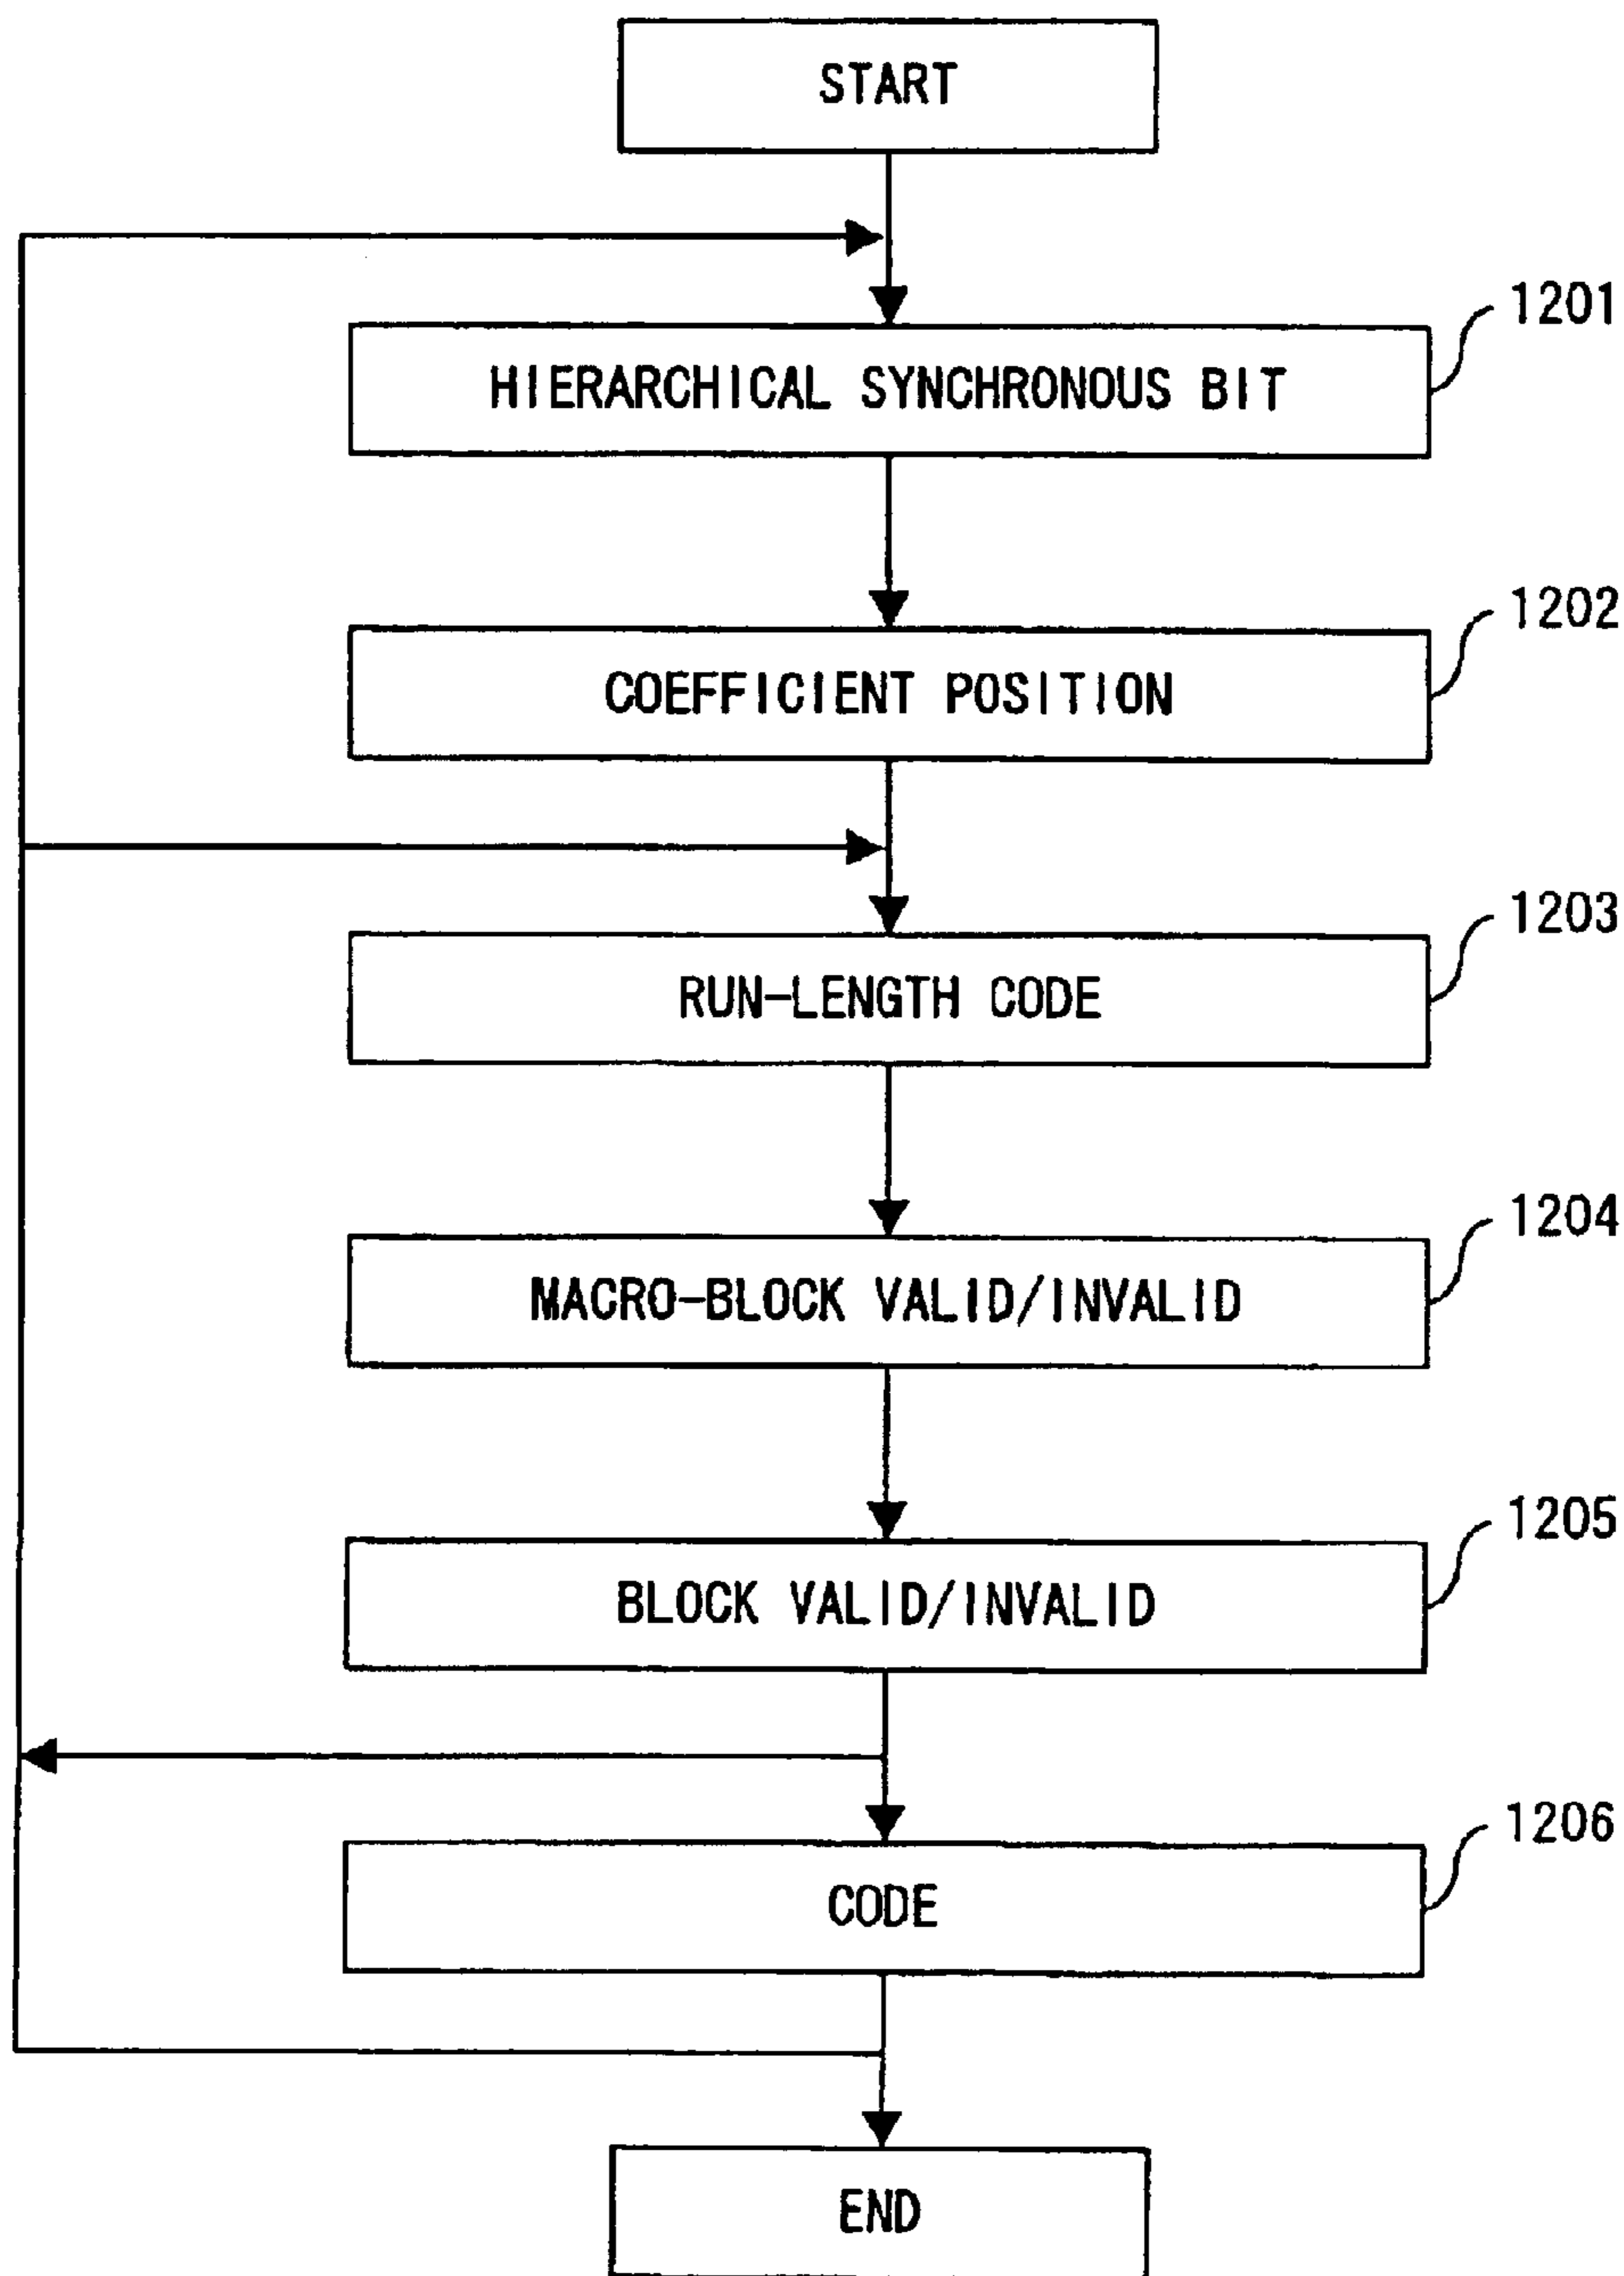 START
1201
HIERARCHICAL SYNCHRONOUS BIT
1202
COEFFICIENT POSITION
1203
RUN-LENGTH CODE
1204
MACRO-BLOCK VALID/INVALID
1205
BLOCK VALID/INVALID
1206
CODE
END